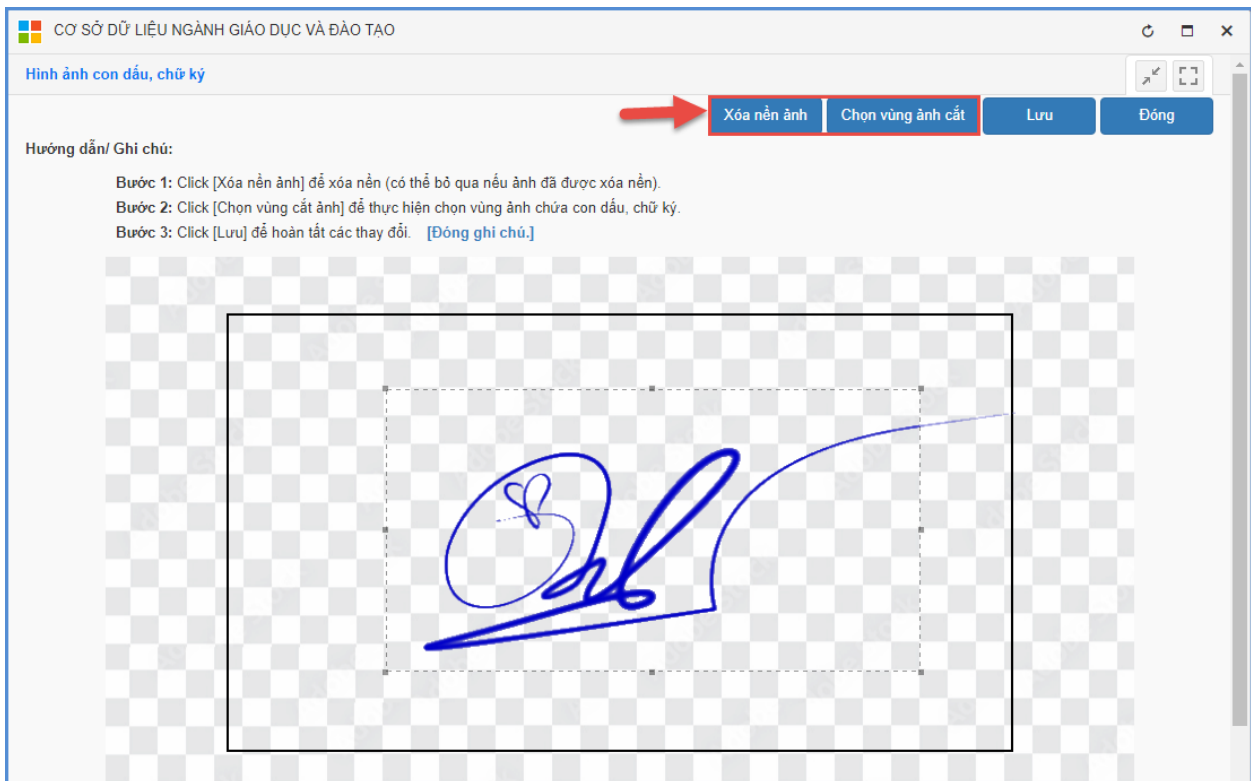 CƠ SỞ DỮ LIỆU NGÀNH GIÁO DỤC VÀ ĐÀO TẠO
Hình ảnh con dấu, chữ ký
Xóa nền ảnh Chọn vùng ảnh cắt Lưu Đóng
Hướng dẫn/ Ghi chú:
Bước 1: Click [Xóa nền ảnh] để xóa nền (có thể bỏ qua nếu ảnh đã được xóa nền).
Bước 2: Click [Chọn vùng cắt ảnh] để thực hiện chọn vùng ảnh chứa con dấu, chữ ký.
Bước 3: Click [Lưu] để hoàn tất các thay đổi. [Đóng ghi chú.]